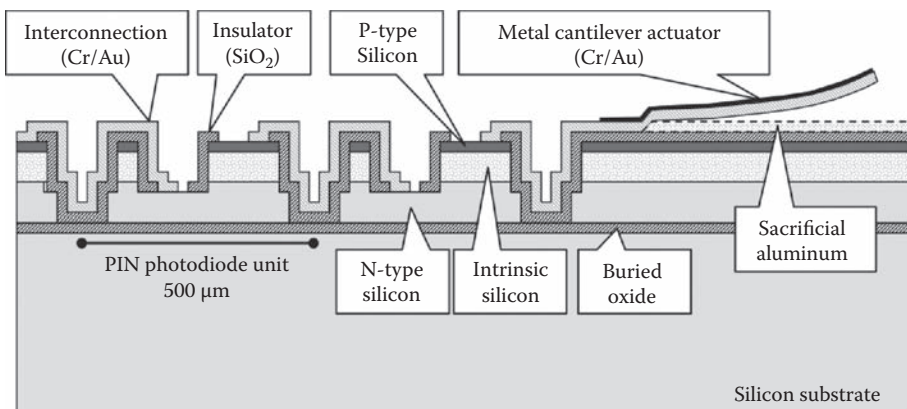 Interconnection
(Cr/Au)
Insulator
(SiO₂)
P-type
Silicon
Metal cantilever actuator
(Cr/Au)
PIN photodiode unit
500 µm
N-type
silicon
Intrinsic
silicon
Buried
oxide
Sacrificial
aluminum
Silicon substrate